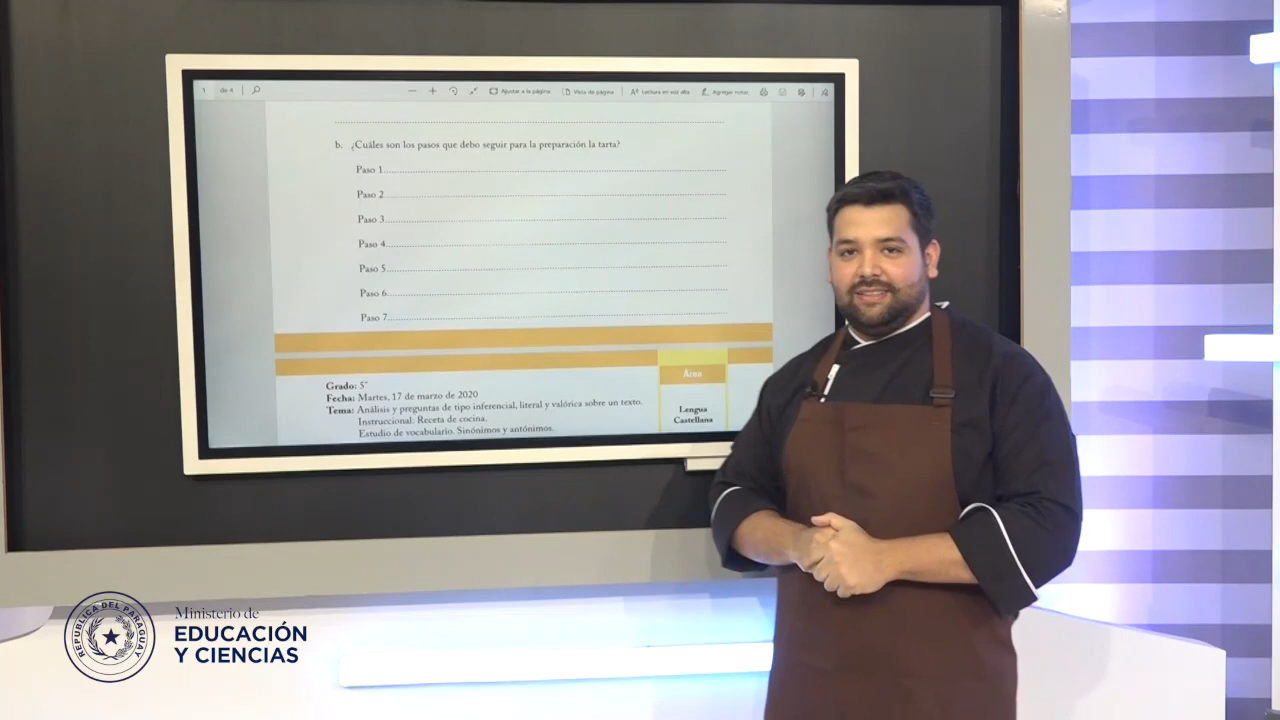 1 de 4
Ajustar a la página
Vista de página
Lectura en voz alta
Agregar notas
b. ¿Cuáles son los pasos que debo seguir para la preparación la tarta?
Paso 1
Paso 2
Paso 3
Paso 4
Paso 5
Paso 6
Paso 7
Grado: 5°
Fecha: Martes, 17 de marzo de 2020
Tema: Análisis y preguntas de tipo inferencial, literal y valórica sobre un texto.
Instruccional: Receta de cocina.
Estudio de vocabulario. Sinónimos y antónimos.
Área
Lengua
Castellana
REPUBLICA DEL PARAGUAY
Ministerio de
EDUCACIÓN
Y CIENCIAS